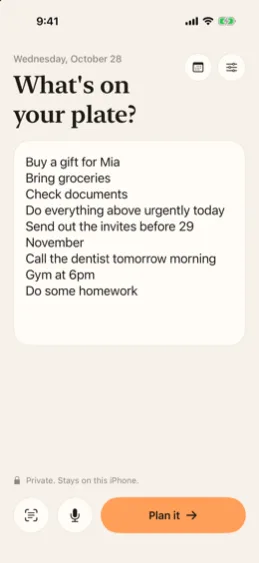 9:41
Wednesday, October 28
What's on
your plate?
Buy a gift for Mia
Bring groceries
Check documents
Do everything above urgently today
Send out the invites before 29
November
Call the dentist tomorrow morning
Gym at 6pm
Do some homework
Private. Stays on this iPhone.
Plan it →